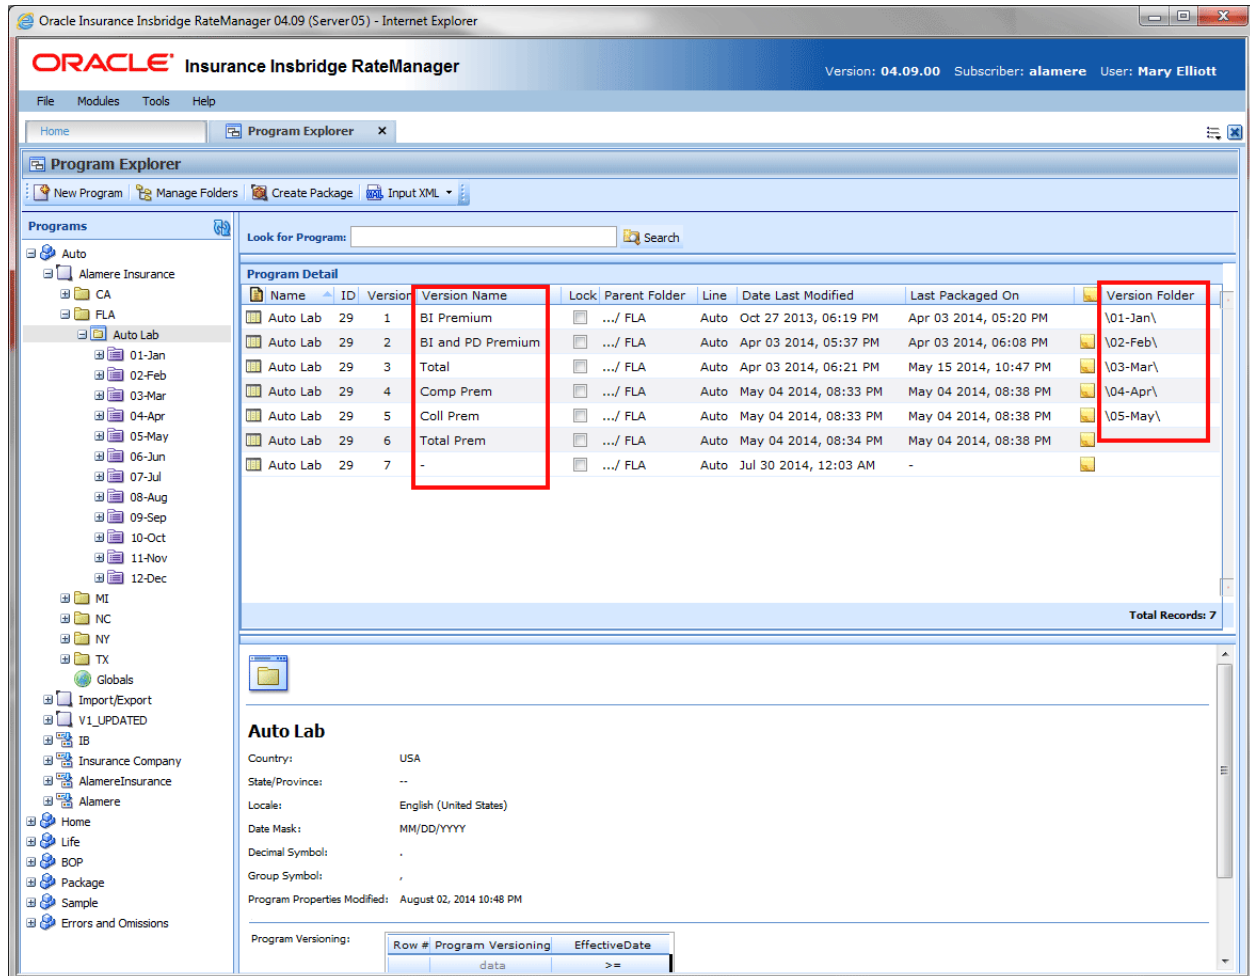 Oracle Insurance Insbridge RateManager 04.09 (Server05) - Internet Explorer
ORACLE Insurance Insbridge RateManager
Version: 04.09.00 Subscriber: alamere User: Mary Elliott
File Modules Tools Help
Home Program Explorer X
Program Explorer
New Program Manage Folders Create Package XML Input XML
Programs
Auto
Alamere Insurance
CA
FLA
Auto Lab
01-Jan
02-Feb
03-Mar
04-Apr
05-May
06-Jun
07-Jul
08-Aug
09-Sep
10-Oct
11-Nov
12-Dec
MI
NC
NY
TX
Globals
Import/Export
V1_UPDATED
IB
Insurance Company
AlamereInsurance
Alamere
Home
Life
BOP
Package
Sample
Errors and Omissions
Look for Program: Search
Program Detail
Name ID Version Version Name Lock Parent Folder Line Date Last Modified Last Packaged On Version Folder
Auto Lab 29 1 BI Premium .../ FLA Auto Oct 27 2013, 06:19 PM Apr 03 2014, 05:20 PM \01-Jan\
Auto Lab 29 2 BI and PD Premium .../ FLA Auto Apr 03 2014, 05:37 PM Apr 03 2014, 06:08 PM \02-Feb\
Auto Lab 29 3 Total .../ FLA Auto Apr 03 2014, 06:21 PM May 15 2014, 10:47 PM \03-Mar\
Auto Lab 29 4 Comp Prem .../ FLA Auto May 04 2014, 08:33 PM May 04 2014, 08:38 PM \04-Apr\
Auto Lab 29 5 Coll Prem .../ FLA Auto May 04 2014, 08:33 PM May 04 2014, 08:38 PM \05-May\
Auto Lab 29 6 Total Prem .../ FLA Auto May 04 2014, 08:34 PM May 04 2014, 08:38 PM
Auto Lab 29 7 - .../ FLA Auto Jul 30 2014, 12:03 AM -
Total Records: 7
Auto Lab
Country: USA
State/Province: --
Locale: English (United States)
Date Mask: MM/DD/YYYY
Decimal Symbol: .
Group Symbol: ,
Program Properties Modified: August 02, 2014 10:48 PM
Program Versioning:
Row # Program Versioning EffectiveDate
data >=